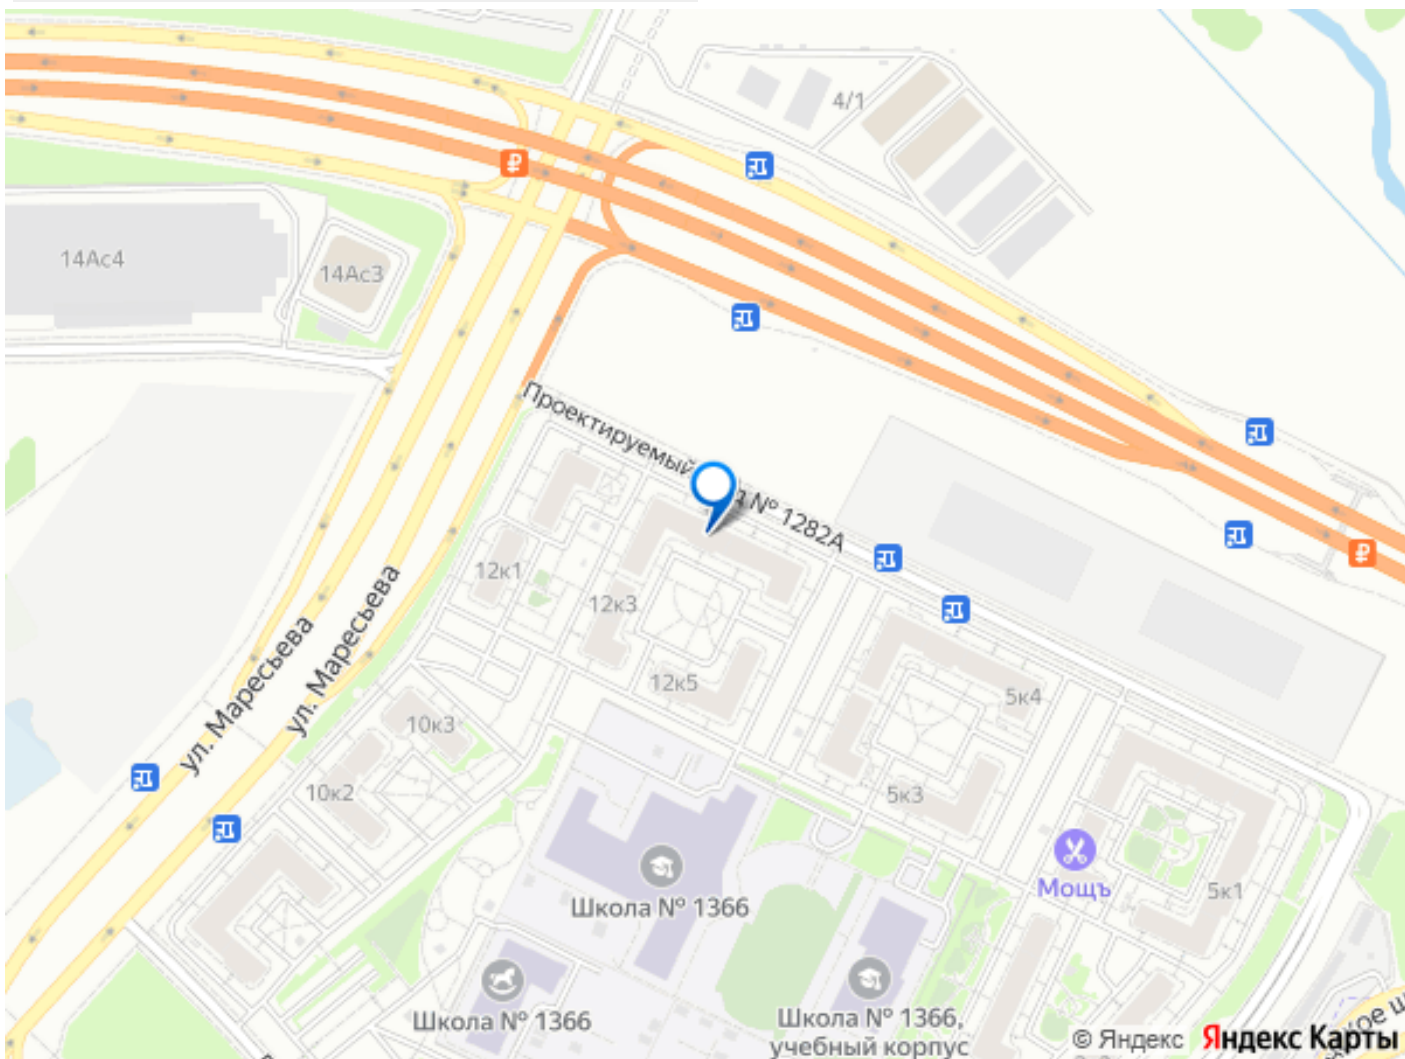 4/1
₽
14Ас4
14Ас3
Проектируемый
№ 1282А
12к1
12к3
12к5
ул. Маресьева
ул. Маресьева
₽
10к3
10к2
5к4
5к3
5к1
Мощъ
Школа № 1366
Школа № 1366
Школа № 1366,
учебный корпус
© Яндекс Яндекс Карты